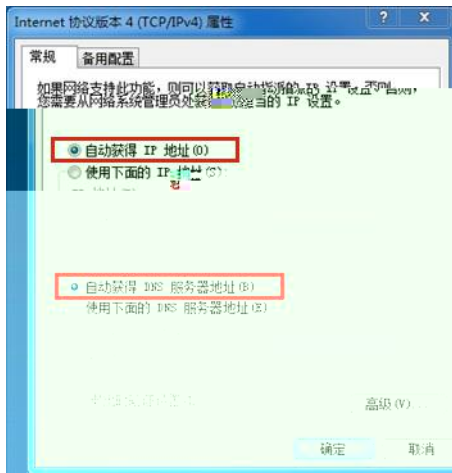 Internet 协议版本 4 (TCP/IPv4) 属性
常规 备用配置
如果网络支持此功能，则可以获取自动指派的 IP 设置。否则，
您需要从网络系统管理员处获得适当的 IP 设置。
自动获得 IP 地址(O)
使用下面的 IP 地址(S):
自动获得 DNS 服务器地址(B)
使用下面的 DNS 服务器地址(E)
高级(V)...
确定 取消